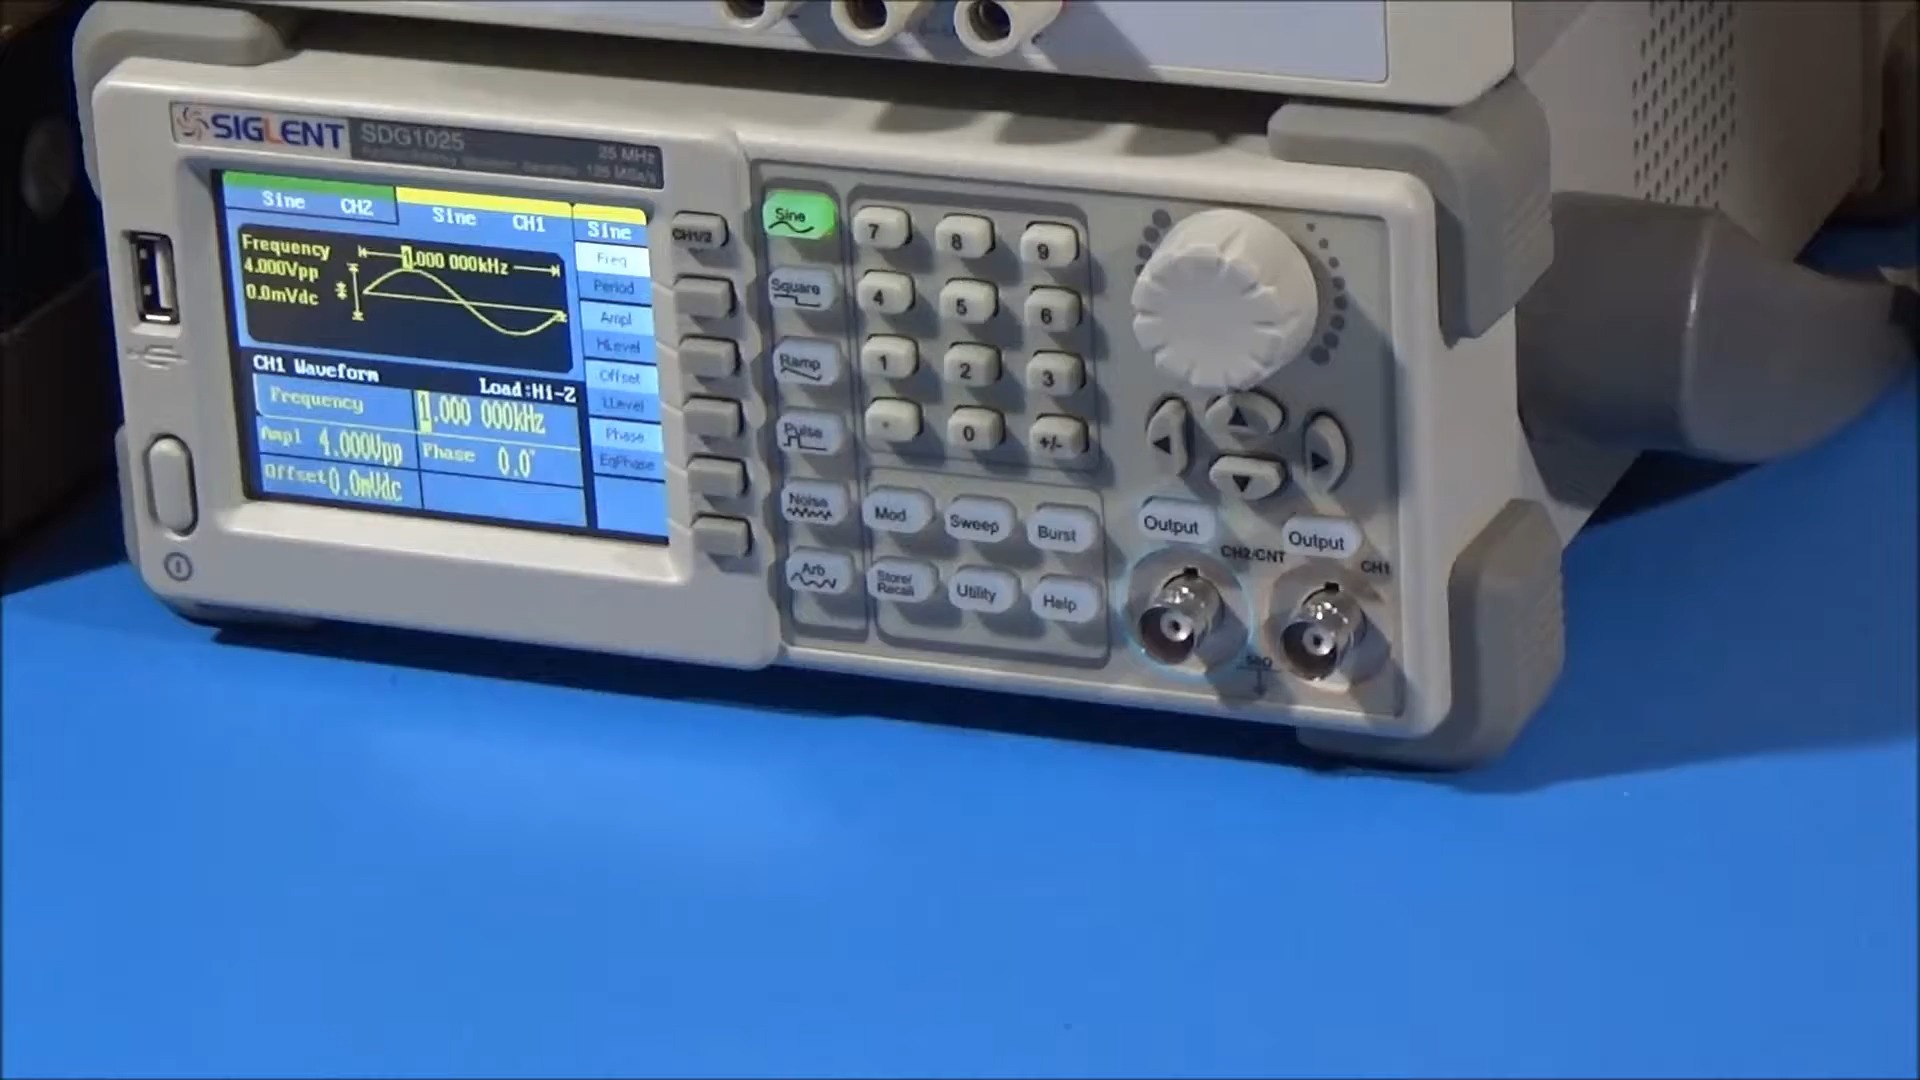 SIGLENT SDG1025
25 MHz
125 MSa/s
Sine CH2
Sine CH1
Sine
Frequency
1.000 000kHz
4.000Vpp
0.0mVdc
Freq
Period
Ampl
HLevel
Offset
LLevel
Phase
EqPhase
CH1 Waveform
Load:Hi-Z
Frequency 1.000 000kHz
Ampl 4.000Vpp Phase 0.0°
Offset 0.0mVdc
CH1/2
Sine
Square
Ramp
Pulse
Noise
Arb
7 8 9
4 5 6
1 2 3
. 0 +/-
Mod Sweep Burst
Store/
Recall
Utility Help
Output
CH2/CNT
Output
CH1
50Ω